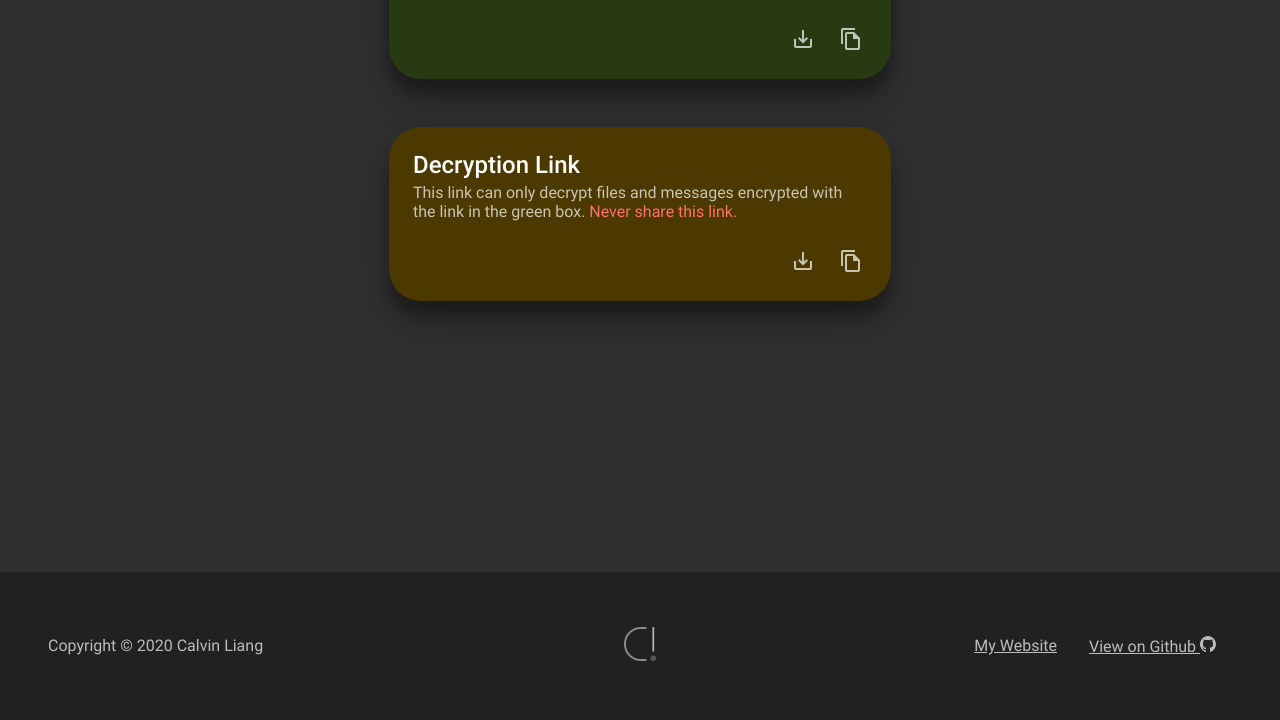 Decryption Link
This link can only decrypt files and messages encrypted with
the link in the green box. Never share this link.
Copyright © 2020 Calvin Liang
My Website
View on Github